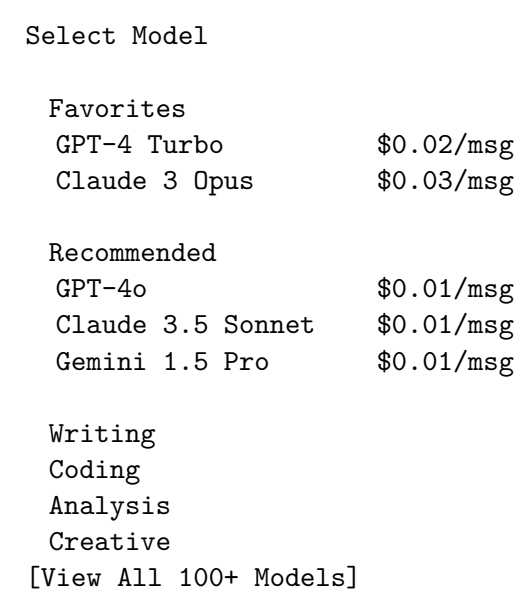 Select Model
Favorites
GPT-4 Turbo $0.02/msg
Claude 3 Opus $0.03/msg
Recommended
GPT-4o $0.01/msg
Claude 3.5 Sonnet $0.01/msg
Gemini 1.5 Pro $0.01/msg
Writing
Coding
Analysis
Creative
[View All 100+ Models]